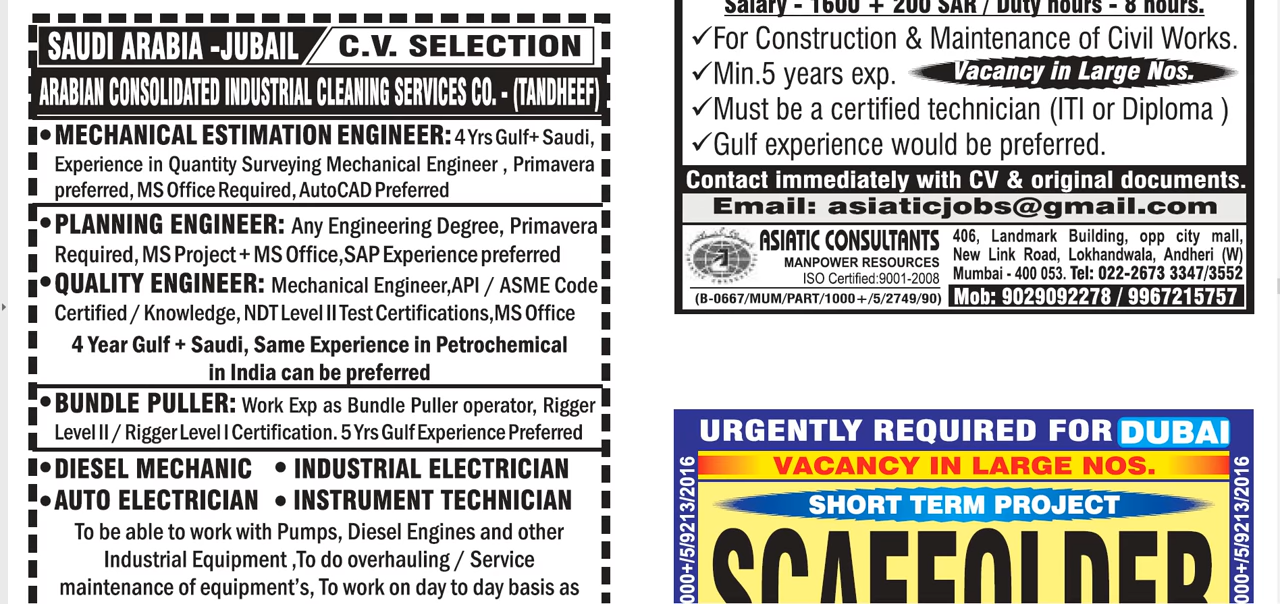 SAUDI ARABIA -JUBAIL C.V. SELECTION
ARABIAN CONSOLIDATED INDUSTRIAL CLEANING SERVICES CO. - (TANDHEEF)
• MECHANICAL ESTIMATION ENGINEER: 4 Yrs Gulf+ Saudi,
Experience in Quantity Surveying Mechanical Engineer , Primavera
preferred, MS Office Required, AutoCAD Preferred
• PLANNING ENGINEER: Any Engineering Degree, Primavera
Required, MS Project + MS Office,SAP Experience preferred
• QUALITY ENGINEER: Mechanical Engineer,API / ASME Code
Certified / Knowledge, NDT Level II Test Certifications,MS Office
4 Year Gulf + Saudi, Same Experience in Petrochemical
in India can be preferred
• BUNDLE PULLER: Work Exp as Bundle Puller operator, Rigger
Level II / Rigger Level I Certification. 5 Yrs Gulf Experience Preferred
• DIESEL MECHANIC • INDUSTRIAL ELECTRICIAN
• AUTO ELECTRICIAN • INSTRUMENT TECHNICIAN
To be able to work with Pumps, Diesel Engines and other
Industrial Equipment ,To do overhauling / Service
maintenance of equipment's, To work on day to day basis as
Salary - 1600 + 200 SAR / Duty hours - 8 hours.
✓For Construction & Maintenance of Civil Works.
✓Min.5 years exp. Vacancy in Large Nos.
✓Must be a certified technician (ITI or Diploma )
✓Gulf experience would be preferred.
Contact immediately with CV & original documents.
Email: asiaticjobs@gmail.com
ASIATIC CONSULTANTS
MANPOWER RESOURCES
ISO Certified:9001-2008
(B-0667/MUM/PART/1000+/5/2749/90)
406, Landmark Building, opp city mall,
New Link Road, Lokhandwala, Andheri (W)
Mumbai - 400 053. Tel: 022-2673 3347/3552
Mob: 9029092278 / 9967215757
URGENTLY REQUIRED FOR DUBAI
VACANCY IN LARGE NOS.
SHORT TERM PROJECT
SCAFFOLDER
000+/5/9213/2016
000+/5/9213/2016